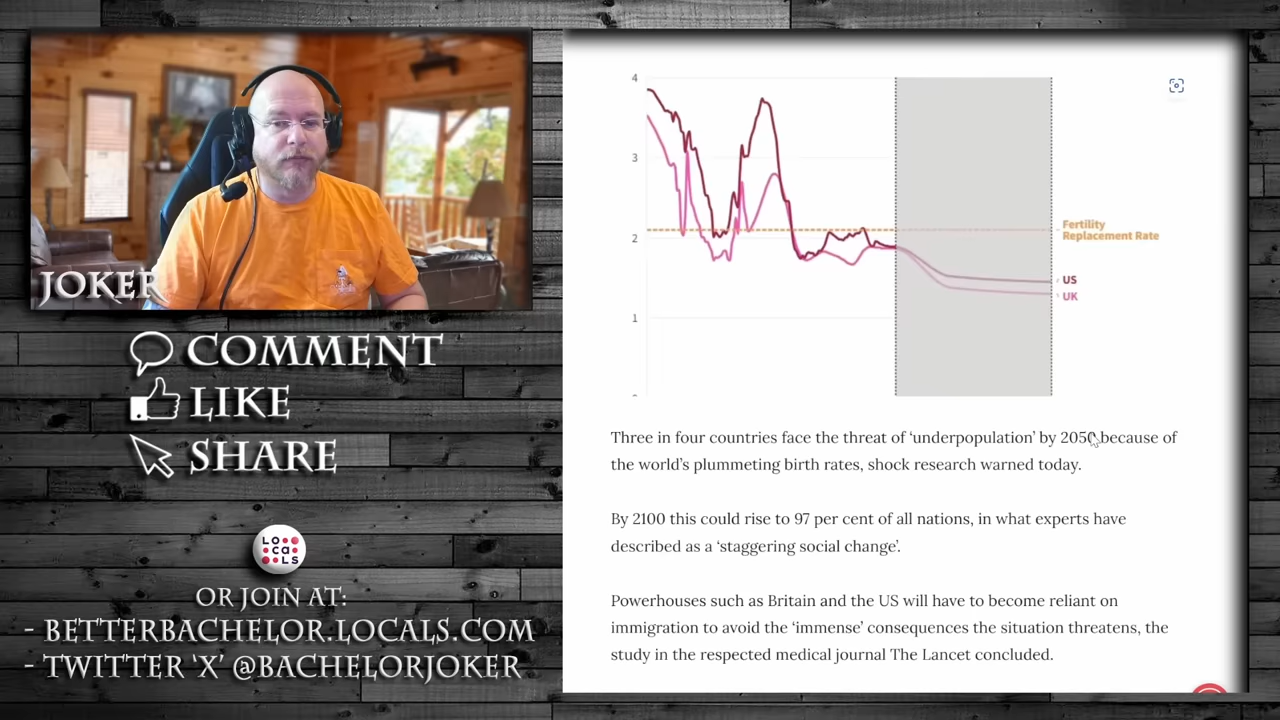 JOKER
COMMENT
LIKE
SHARE
LOCALS
OR JOIN AT:
- BETTERBACHELOR.LOCALS.COM
- TWITTER 'X' @BACHELORJOKER
4
3
2
1
Fertility
Replacement Rate
US
UK
Three in four countries face the threat of ‘underpopulation’ by 2050 because of
the world’s plummeting birth rates, shock research warned today.
By 2100 this could rise to 97 per cent of all nations, in what experts have
described as a ‘staggering social change’.
Powerhouses such as Britain and the US will have to become reliant on
immigration to avoid the ‘immense’ consequences the situation threatens, the
study in the respected medical journal The Lancet concluded.